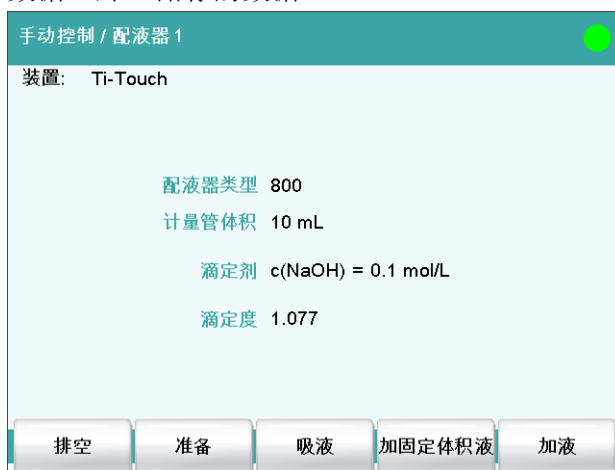 手动控制 / 配液器 1
装置: Ti-Touch
配液器类型 800
计量管体积 10 mL
滴定剂 c(NaOH) = 0.1 mol/L
滴定度 1.077
排空 准备 吸液 加固定体积液 加液